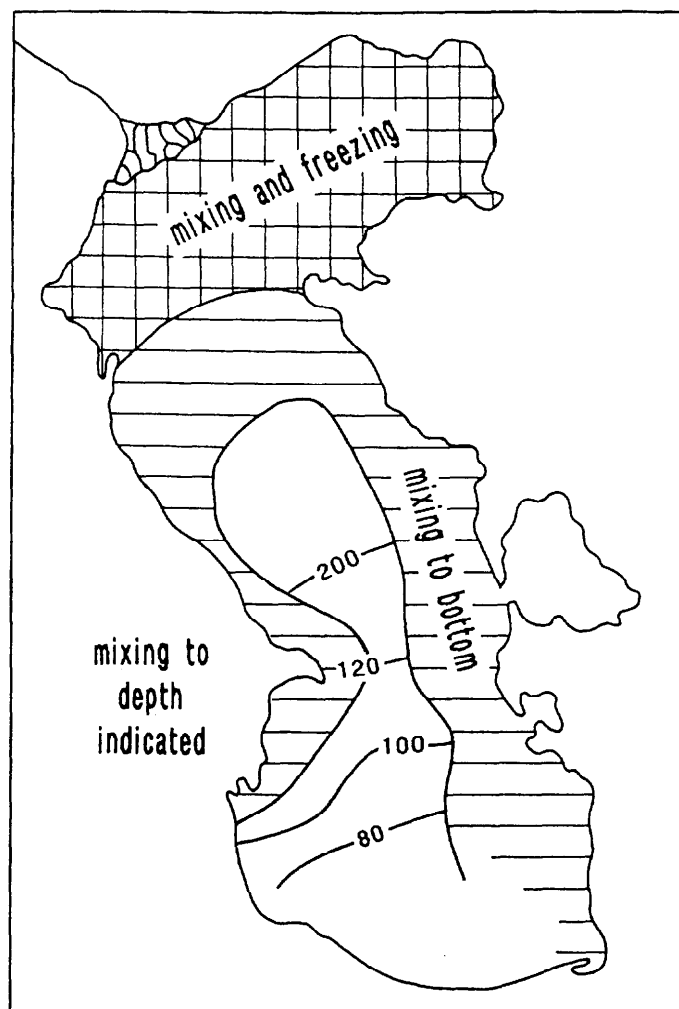 mixing and freezing
mixing to bottom
200
120
100
80
mixing to
depth
indicated